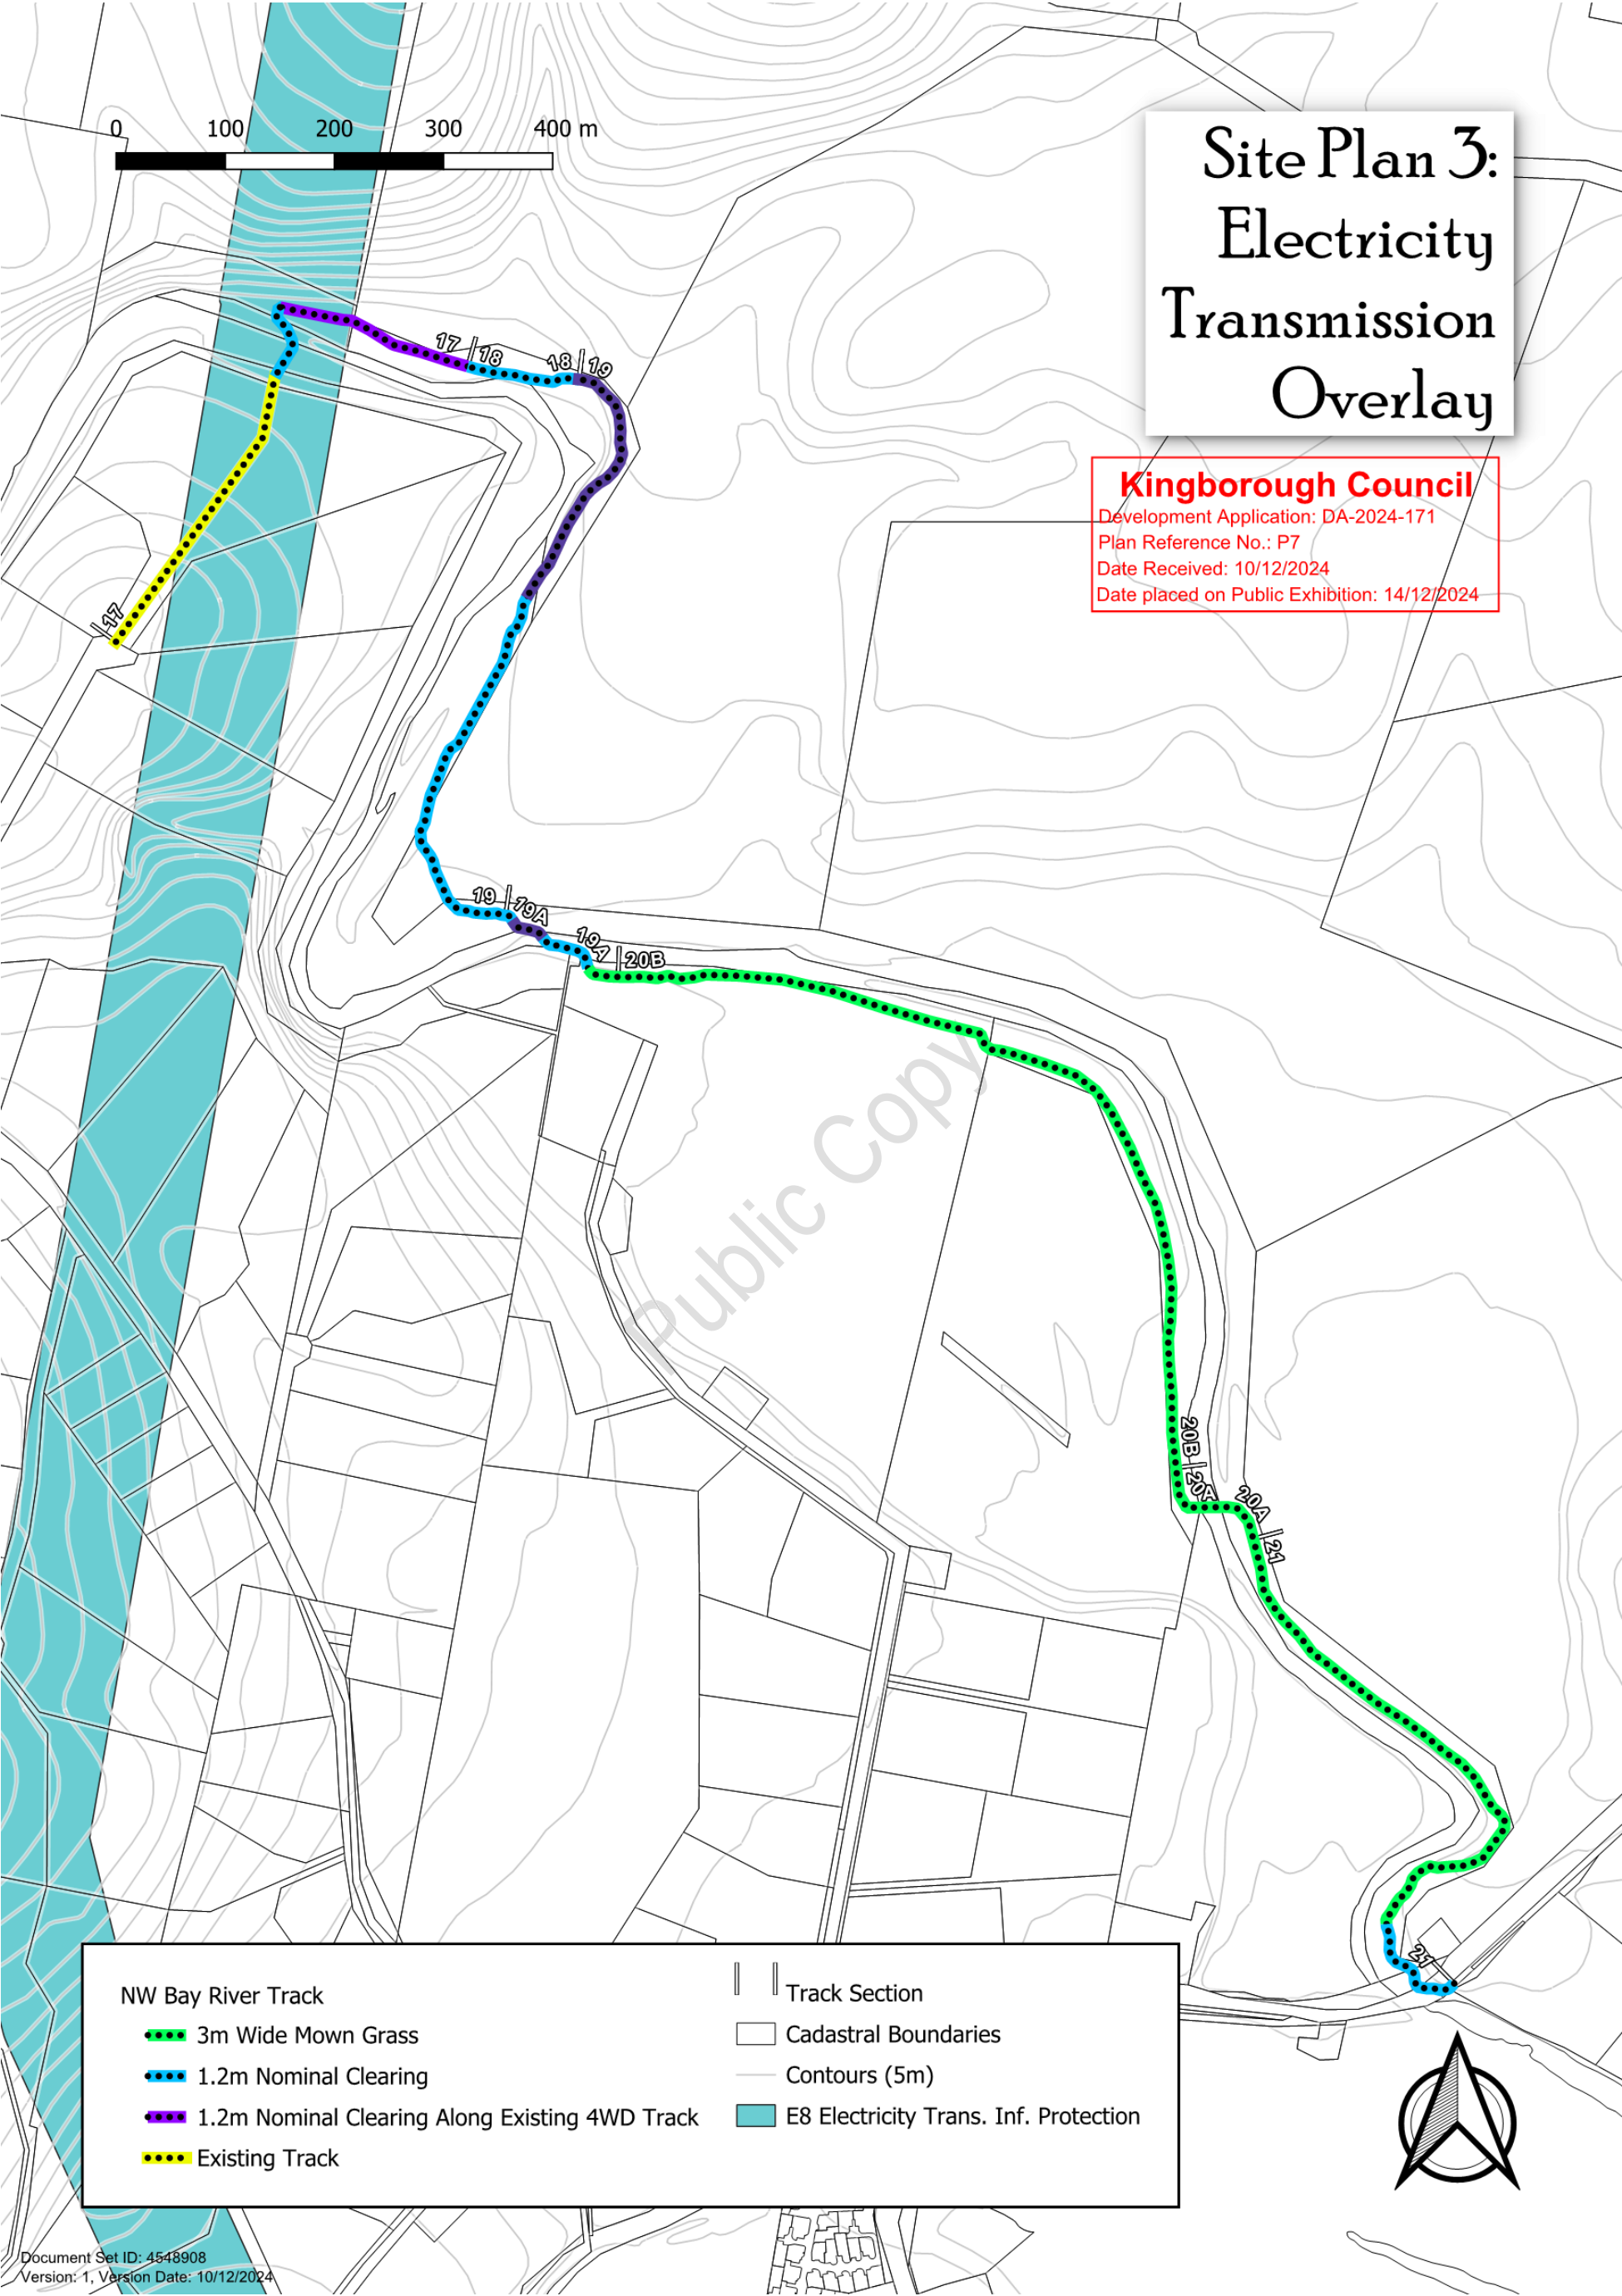 0 100 200 300 400 m
Site Plan 3:
Electricity
Transmission
Overlay
Kingborough Council
Development Application: DA-2024-171
Plan Reference No.: P7
Date Received: 10/12/2024
Date placed on Public Exhibition: 14/12/2024
17
18
18
19
17
19
19A
19A
20B
Public Copy
20B
20A
20A
21
21
NW Bay River Track
3m Wide Mown Grass
1.2m Nominal Clearing
1.2m Nominal Clearing Along Existing 4WD Track
Existing Track
Track Section
Cadastral Boundaries
Contours (5m)
E8 Electricity Trans. Inf. Protection
Document Set ID: 4548908
Version: 1, Version Date: 10/12/2024